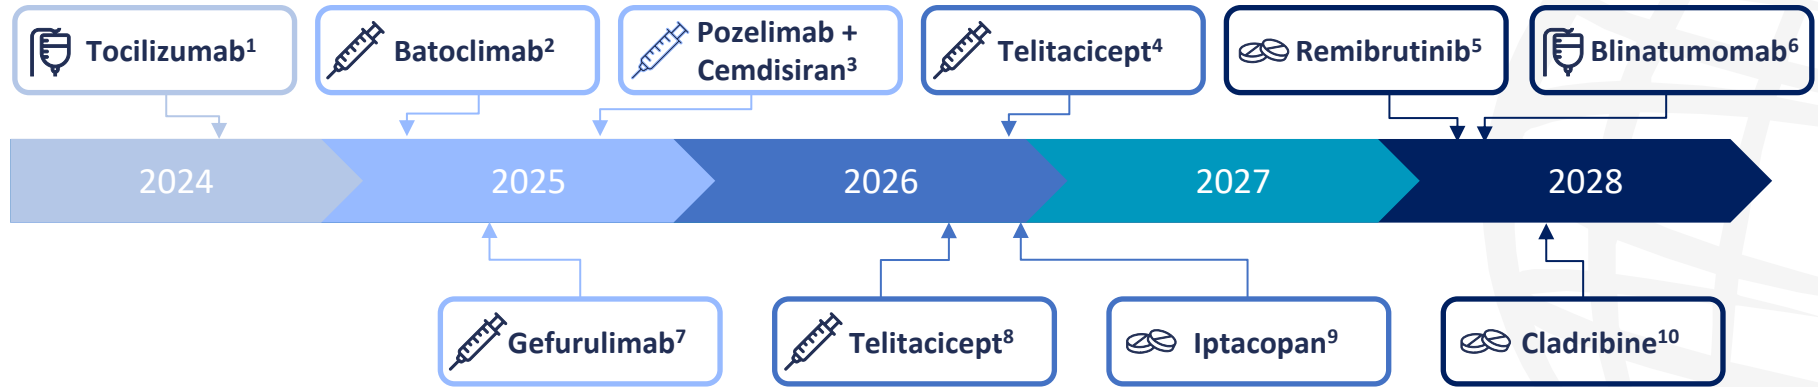 Tocilizumab¹
Batoclimab²
Pozelimab +
Cemdisiran³
Telitacicept⁴
Remibrutinib⁵
Blinatumomab⁶
2024
2025
2026
2027
2028
Gefurulimab⁷
Telitacicept⁸
Iptacopan⁹
Cladribine¹⁰